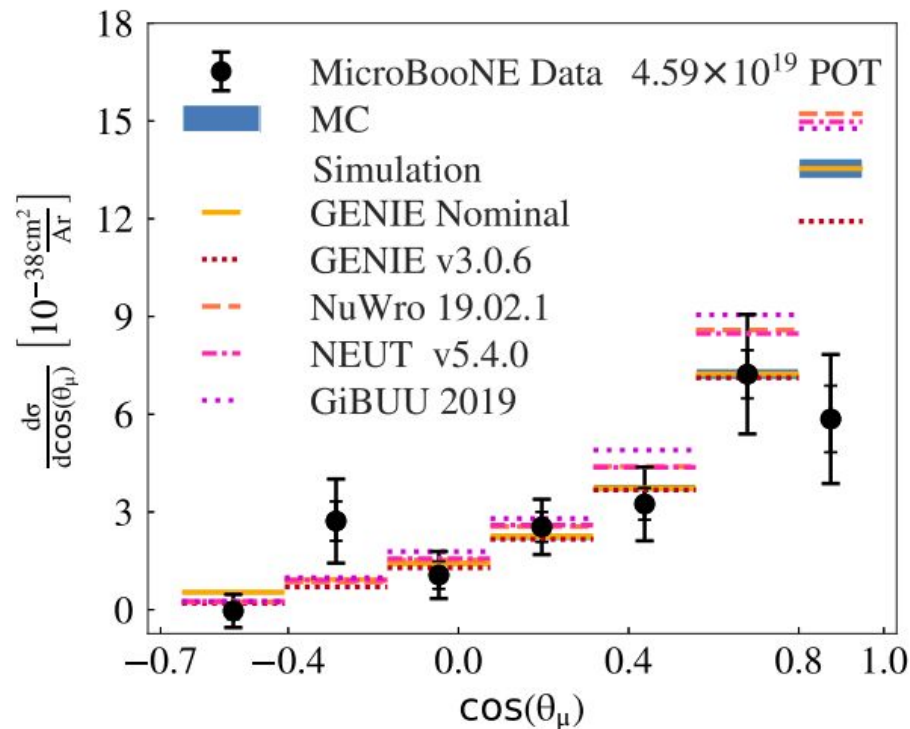 18
15
12
9
6
3
0
dσ/dcos(θμ) [10⁻³⁸cm²/Ar]
MicroBooNE Data 4.59×10¹⁹ POT
MC
Simulation
GENIE Nominal
GENIE v3.0.6
NuWro 19.02.1
NEUT v5.4.0
GiBUU 2019
−0.7 −0.4 0.0 0.4 0.8 1.0
cos(θμ)